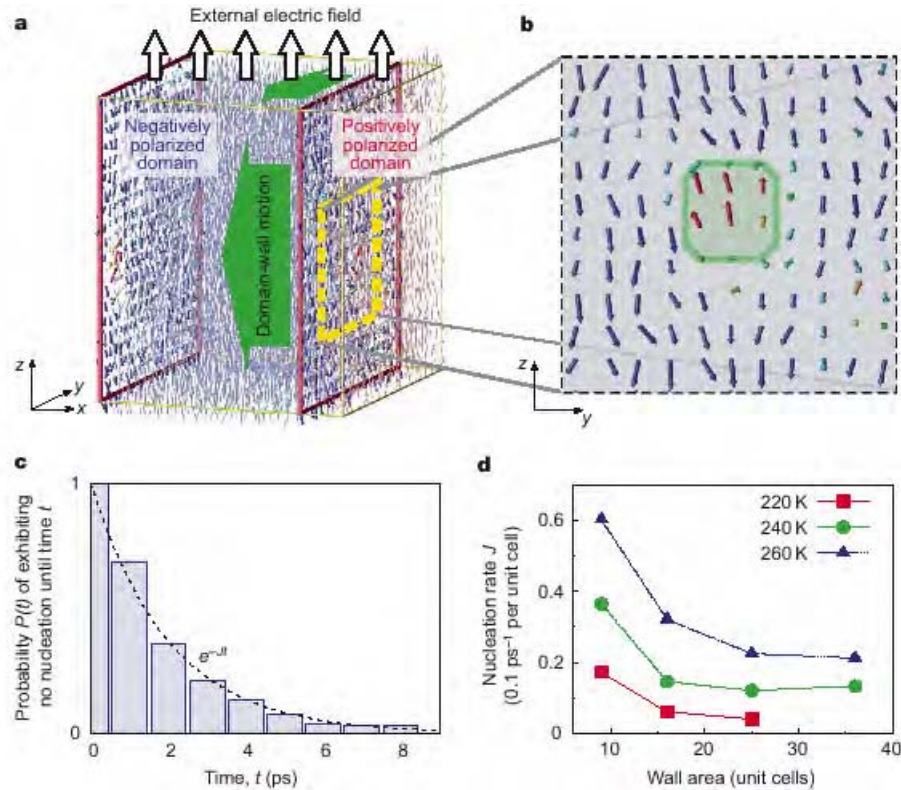 a
External electric field
Negatively
polarized
domain
Positively
polarized
domain
Domain-wall motion
z
y
x
b
z
y
c
Probability P(t) of exhibiting
no nucleation until time t
1
0
e^{–Jt}
0 2 4 6 8
Time, t (ps)
d
Nucleation rate J
(0.1 ps⁻¹ per unit cell)
0.6
0.4
0.2
0
220 K
240 K
260 K
10 20 30 40
Wall area (unit cells)